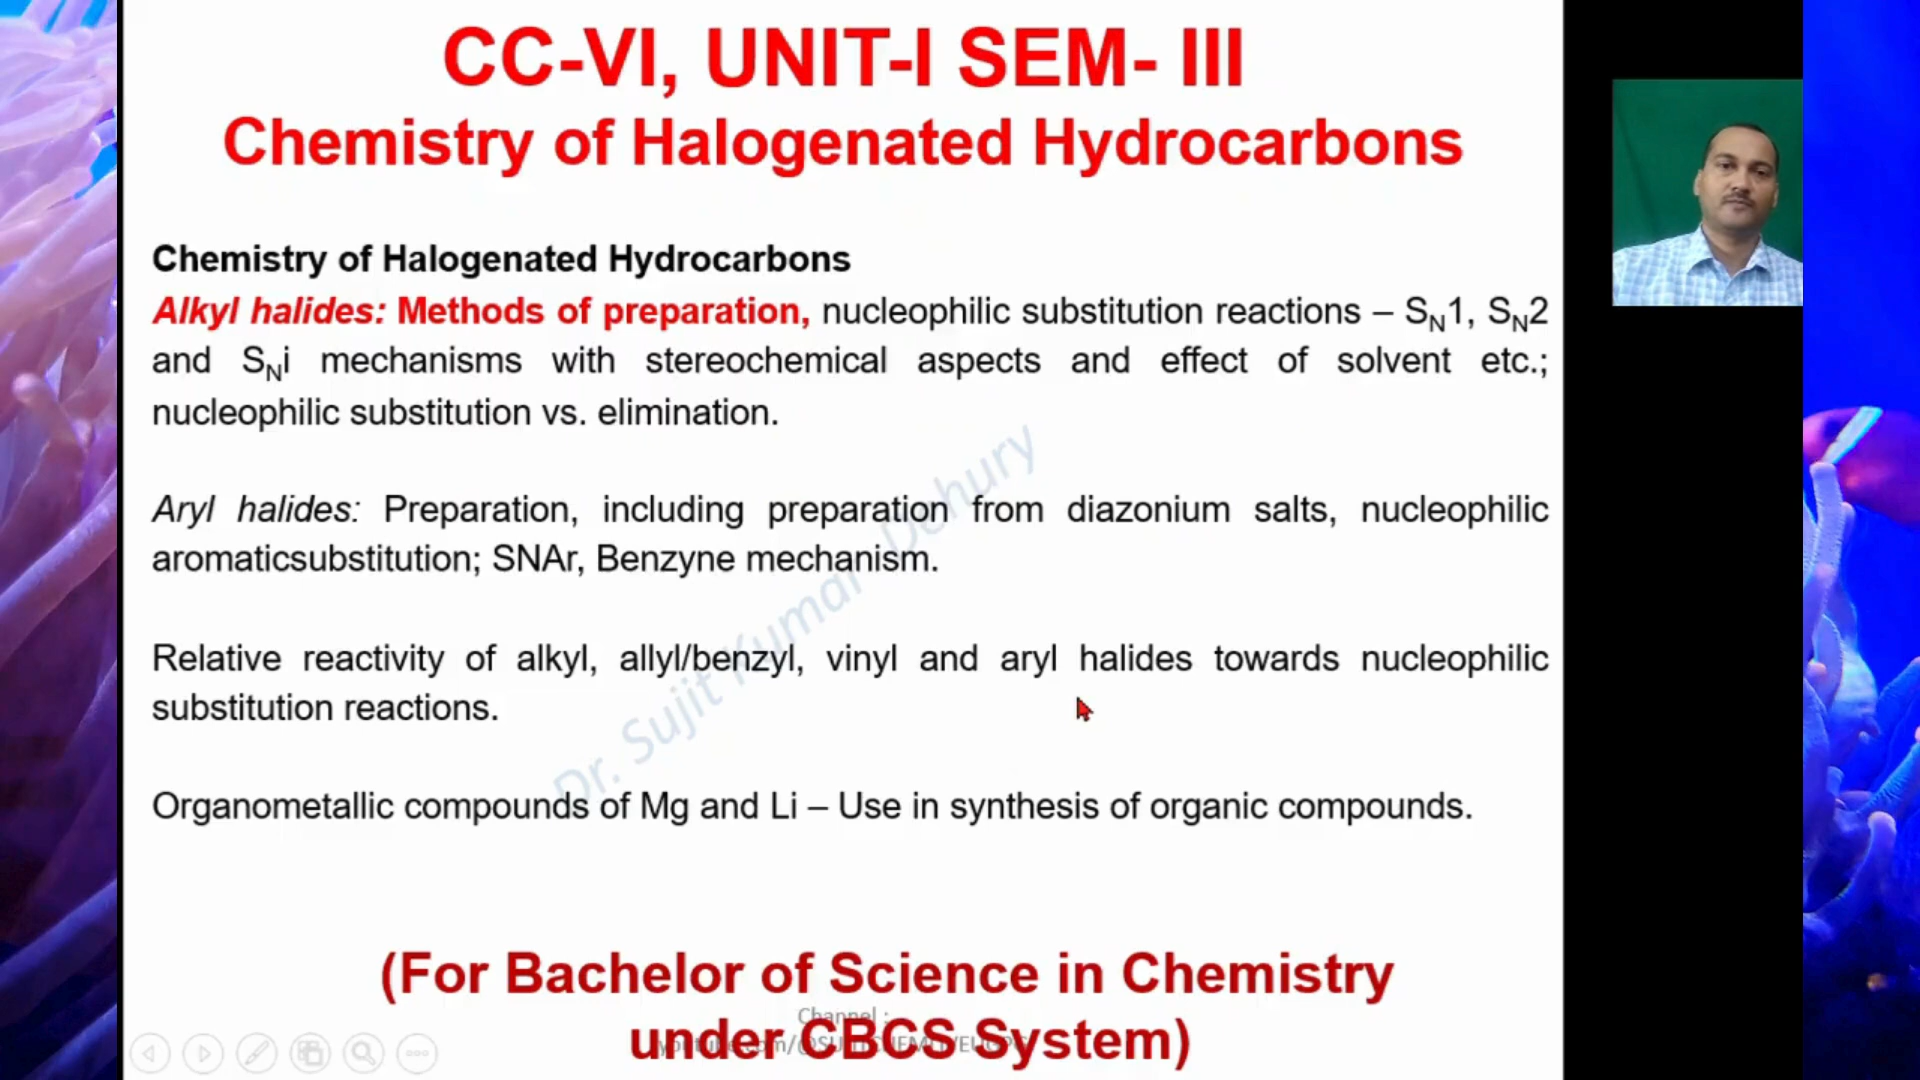 CC-VI, UNIT-I SEM- III
Chemistry of Halogenated Hydrocarbons
Chemistry of Halogenated Hydrocarbons
Alkyl halides: Methods of preparation, nucleophilic substitution reactions – SN1, SN2
and SNi mechanisms with stereochemical aspects and effect of solvent etc.;
nucleophilic substitution vs. elimination.
Aryl halides: Preparation, including preparation from diazonium salts, nucleophilic
aromaticsubstitution; SNAr, Benzyne mechanism.
Relative reactivity of alkyl, allyl/benzyl, vinyl and aryl halides towards nucleophilic
substitution reactions.
Organometallic compounds of Mg and Li – Use in synthesis of organic compounds.
Dr. Sujit Kumar Dehury
(For Bachelor of Science in Chemistry
Channel :
under CBCS System)